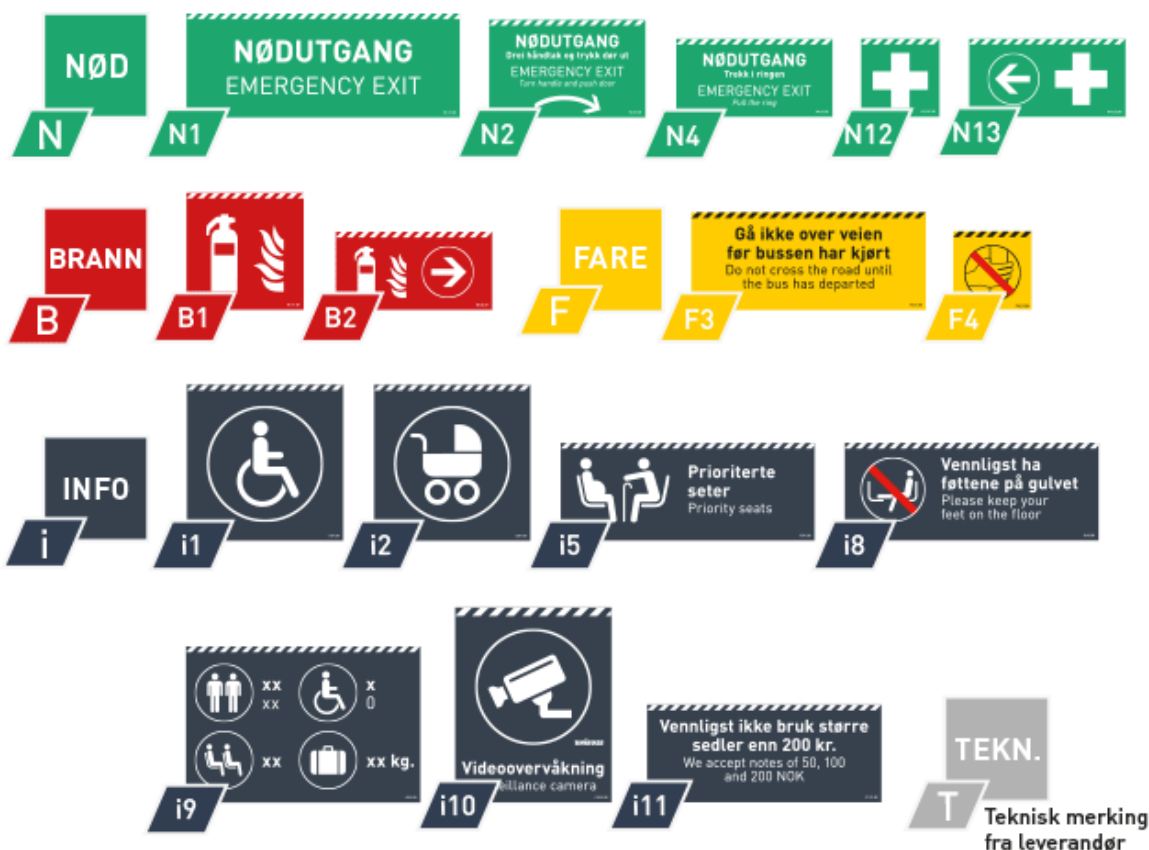 NØD
N
NØDUTGANG
EMERGENCY EXIT
N1
NØDUTGANG
Drei håndtak og trykk dør ut
EMERGENCY EXIT
Turn handle and push door
N2
NØDUTGANG
Trekk i ringen
EMERGENCY EXIT
Pull the ring
N4
N12
N13
BRANN
B
B1
B2
FARE
F
Gå ikke over veien
før bussen har kjørt
Do not cross the road until
the bus has departed
F3
F4
INFO
i
i1
i2
Prioriterte
seter
Priority seats
i5
Vennligst ha
føttene på gulvet
Please keep your
feet on the floor
i8
xx
xx
x
0
xx
xx kg.
i9
Videoovervåkning
eillance camera
i10
Vennligst ikke bruk større
sedler enn 200 kr.
We accept notes of 50, 100
and 200 NOK
i11
TEKN.
T
Teknisk merking
fra leverandør